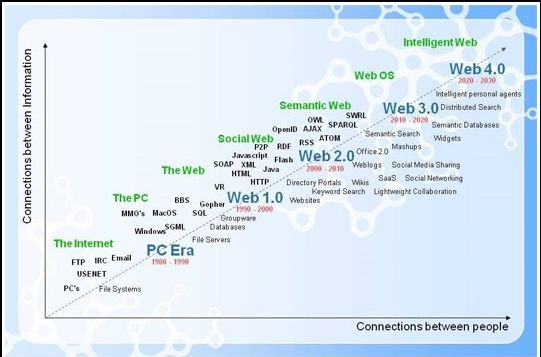 Intelligent Web
Web 4.0
2020 - 2030
Web OS
Intelligent personal agents
Web 3.0
Distributed Search
2010 - 2020
Semantic Web
SWRL
OWL
SPARQL
Semantic Databases
OpenID
AJAX
Semantic Search
Widgets
Social Web
ATOM
P2P
RDF
RSS
Mashups
Javascript
Flash
Web 2.0
Office 2.0
2000 - 2010
SOAP
XML
Java
Weblogs
Social Media Sharing
The Web
HTML
HTTP
SaaS
Social Networking
VR
Directory Portals
Wikis
Lightweight Collaboration
Keyword Search
Web 1.0
Websites
1990 - 2000
The PC
BBS
Gopher
MMO's
MacOS
SQL
Groupware
SGML
Databases
Windows
File Servers
The Internet
PC Era
1980 - 1990
FTP
IRC
Email
USENET
PC's
File Systems
Connections between Information
Connections between people